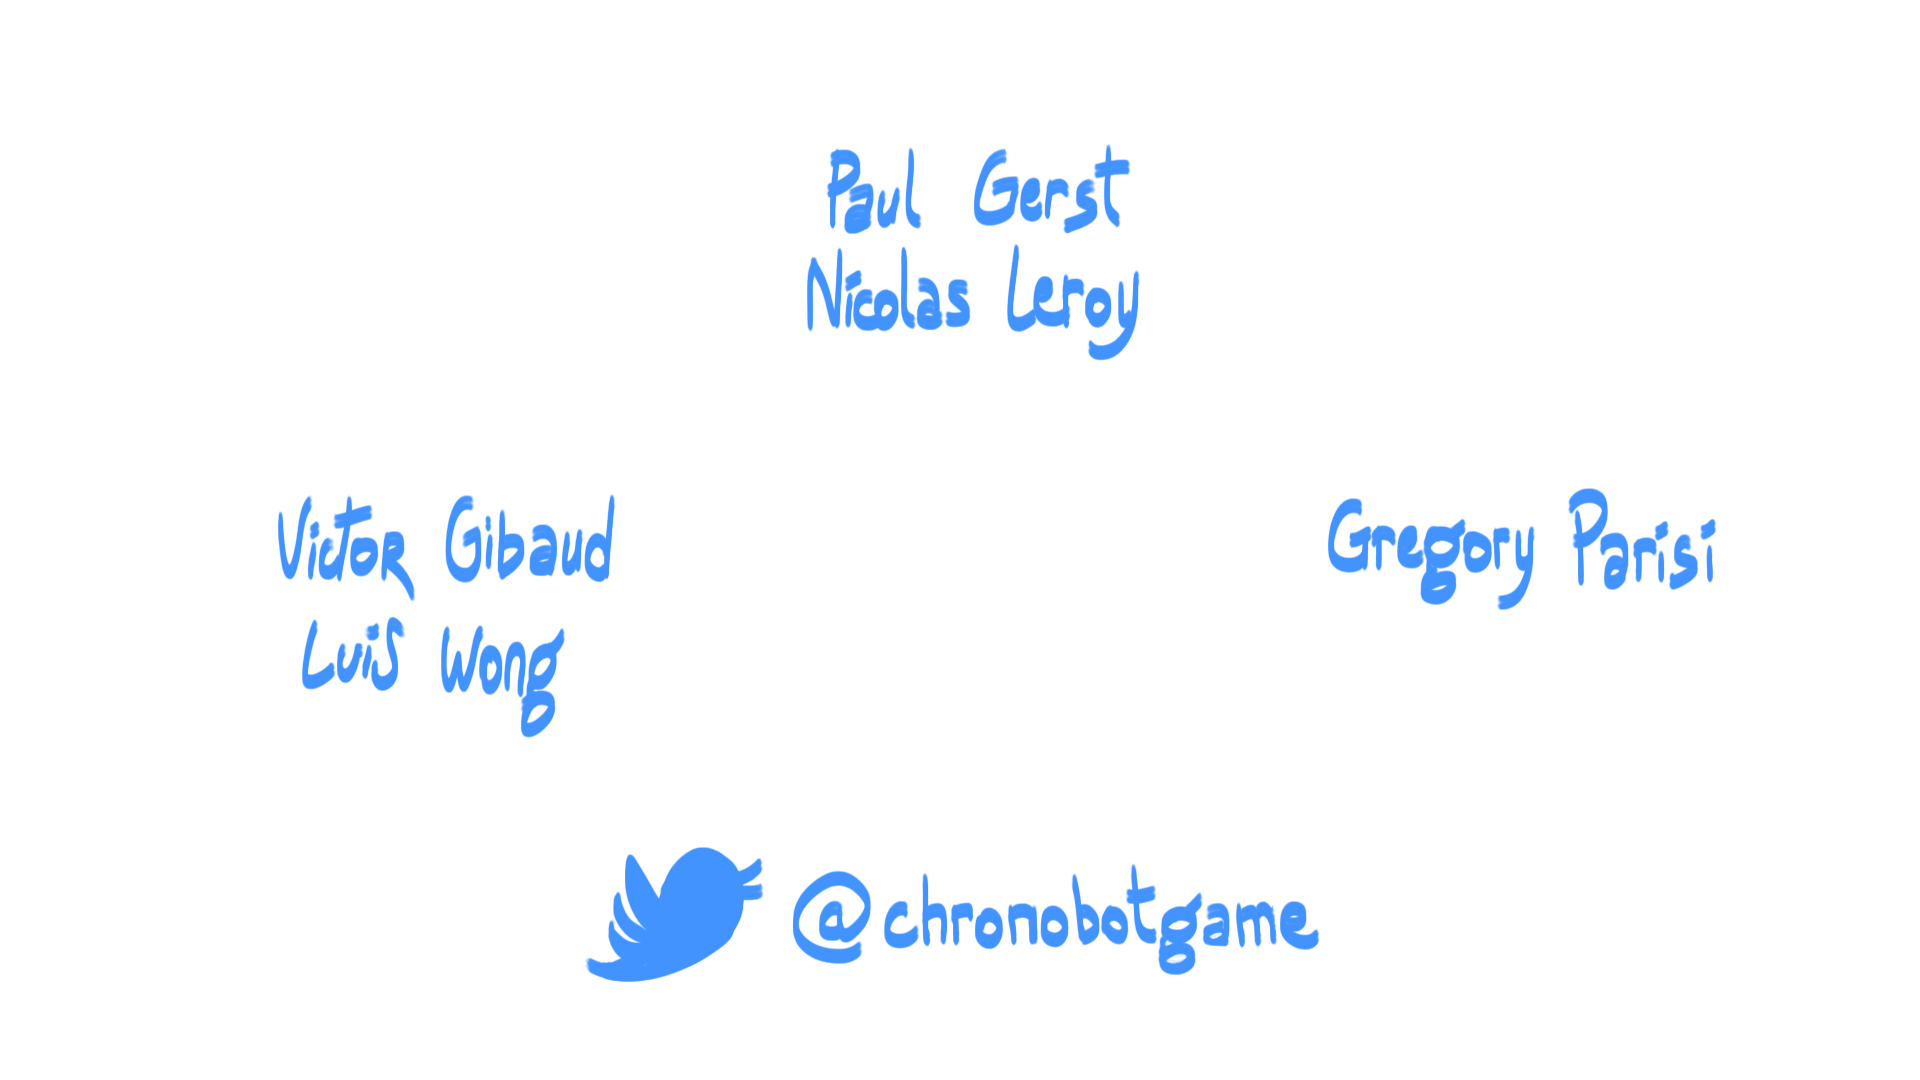 Paul Gerst
Nicolas Leroy
Victor Gibaud
Luis Wong
Gregory Parisi
@chronobotgame